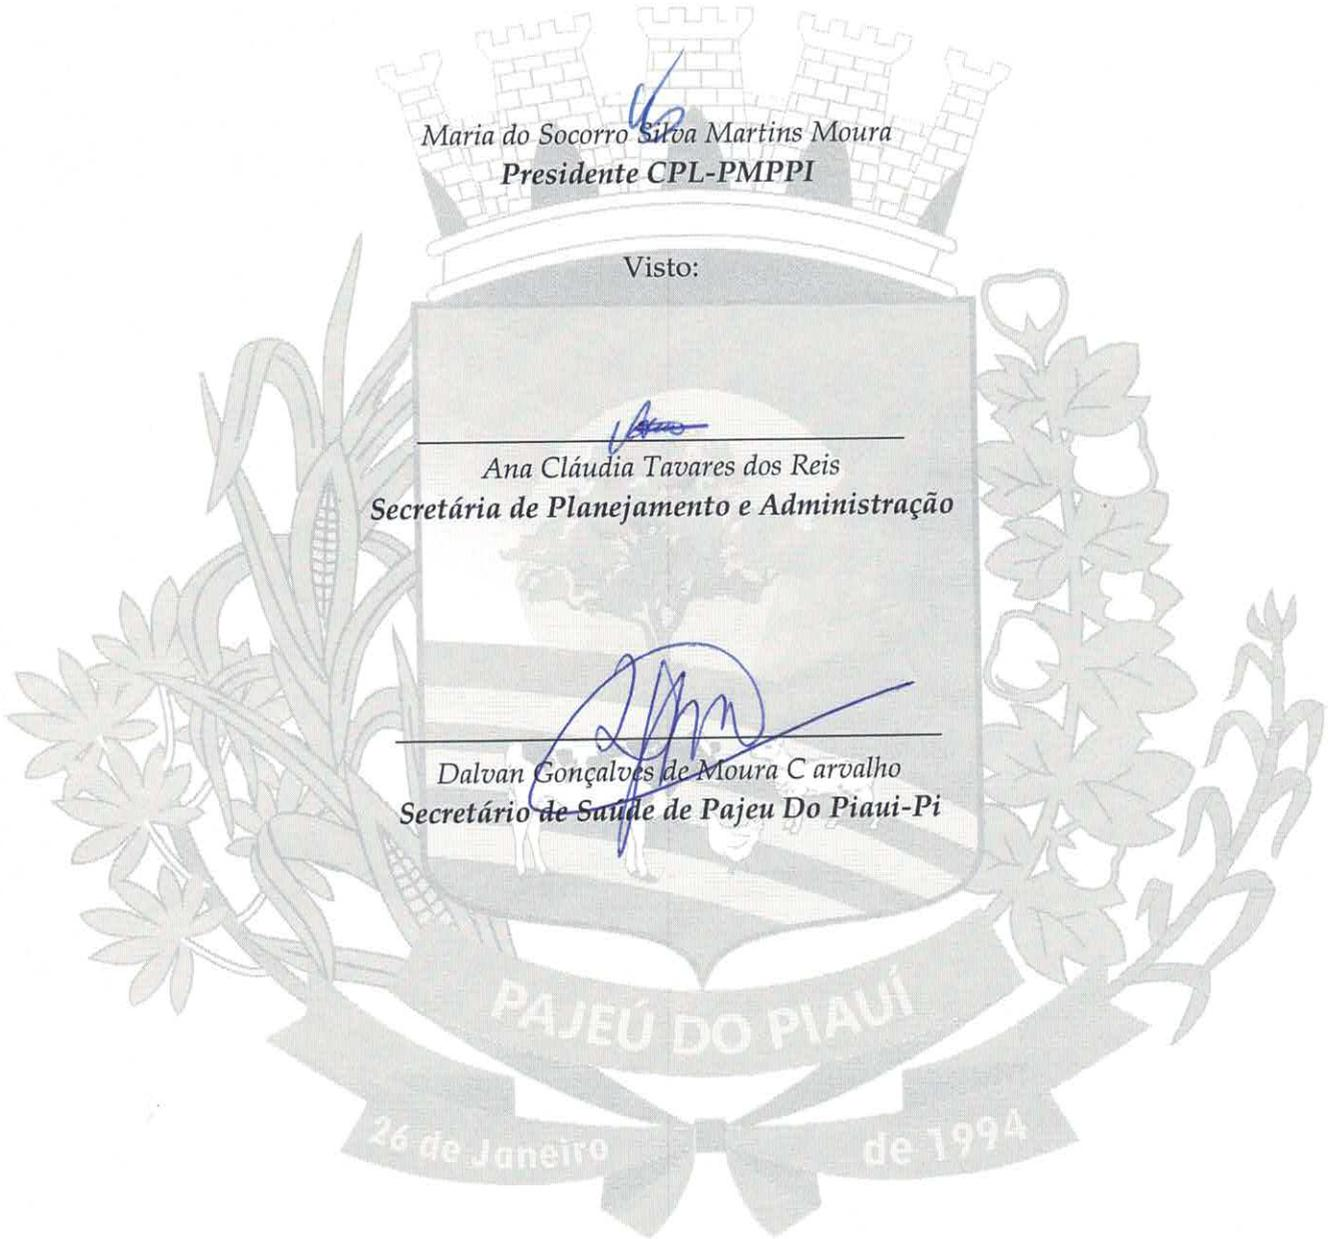 Maria do Socorro Silva Martins Moura
Presidente CPL-PMPPI
Visto:
Ana Cláudia Tavares dos Reis
Secretária de Planejamento e Administração
Dalvan Gonçalves de Moura C arvalho
Secretário de Saúde de Pajeu Do Piaui-Pi
PAJEÚ DO PIAUÍ
26 de Janeiro de 1994